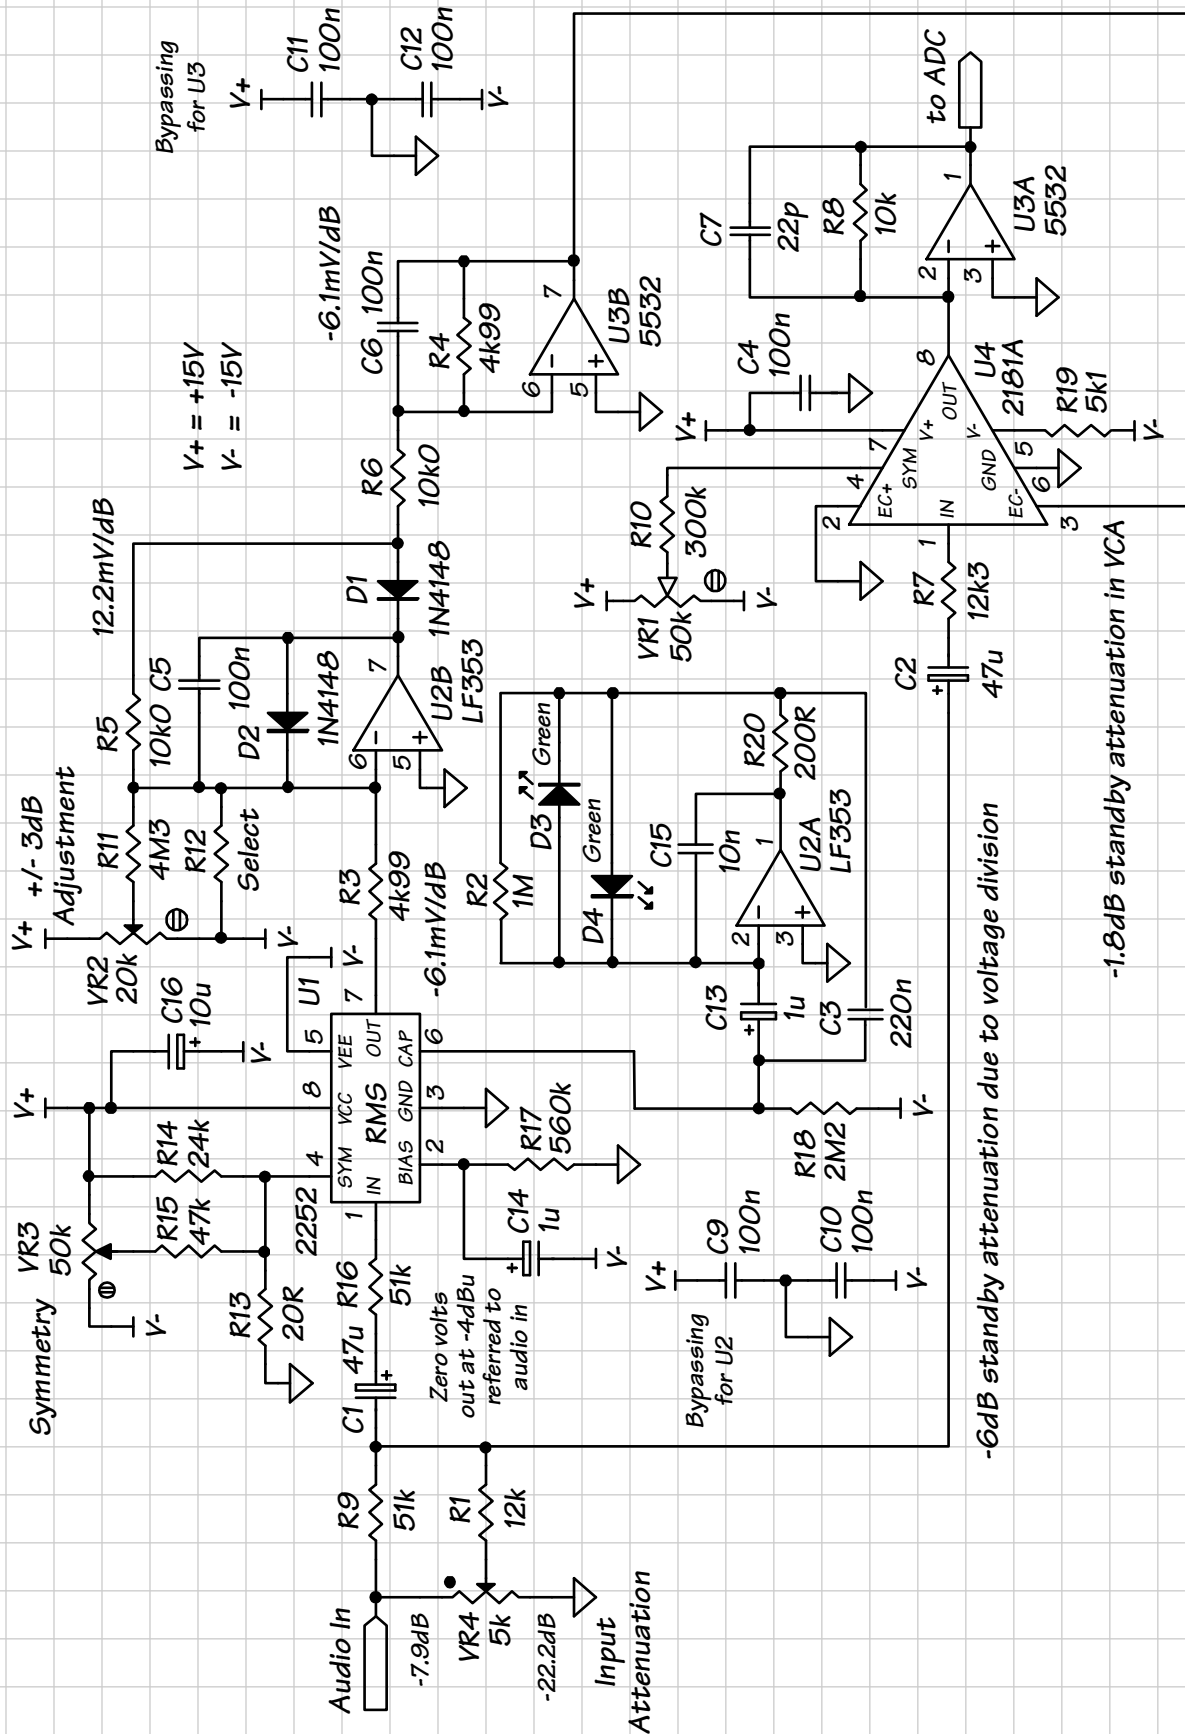 Audio In
-7.9dB
VR4
5k
-22.2dB
Input
Attenuation
R9
51k
R1
12k
C1
47u
R16
51k
Zero volts
out at -4dBu
referred to
audio in
Symmetry
VR3
50k
V-
R13
20R
R15
47k
R14
24k
V+
C16
10u
V-
2252
1
4
8
5
U1
V-
SYM
VCC
VEE
IN
RMS
OUT
BIAS
GND
CAP
7
2
3
6
C14
1u
V-
R17
560k
-6.1mV/dB
R3
4k99
V+
+/- 3dB
Adjustment
VR2
20k
V-
R11
4M3
R12
Select
R5
10k0
C5
100n
D2
1N4148
12.2mV/dB
6
5
7
U2B
LF353
D1
1N4148
R6
10k0
V+ = +15V
V- = -15V
-6.1mV/dB
C6
100n
R4
4k99
6
5
7
U3B
5532
Bypassing
for U3
V+
C11
100n
C12
100n
V-
Bypassing
for U2
V+
C9
100n
C10
100n
V-
R18
2M2
V-
C13
1u
C3
220n
R2
1M
D3
Green
D4
Green
C15
10n
2
3
1
U2A
LF353
R20
200R
-6dB standby attenuation due to voltage division
C2
47u
R7
12k3
V+
VR1
50k
V-
R10
300k
V+
C4
100n
2
4
7
EC+
SYM
V+
1
IN
OUT
8
EC-
GND
V-
3
6
5
U4
2181A
R19
5k1
V-
-1.8dB standby attenuation in VCA
C7
22p
R8
10k
2
3
1
U3A
5532
to ADC